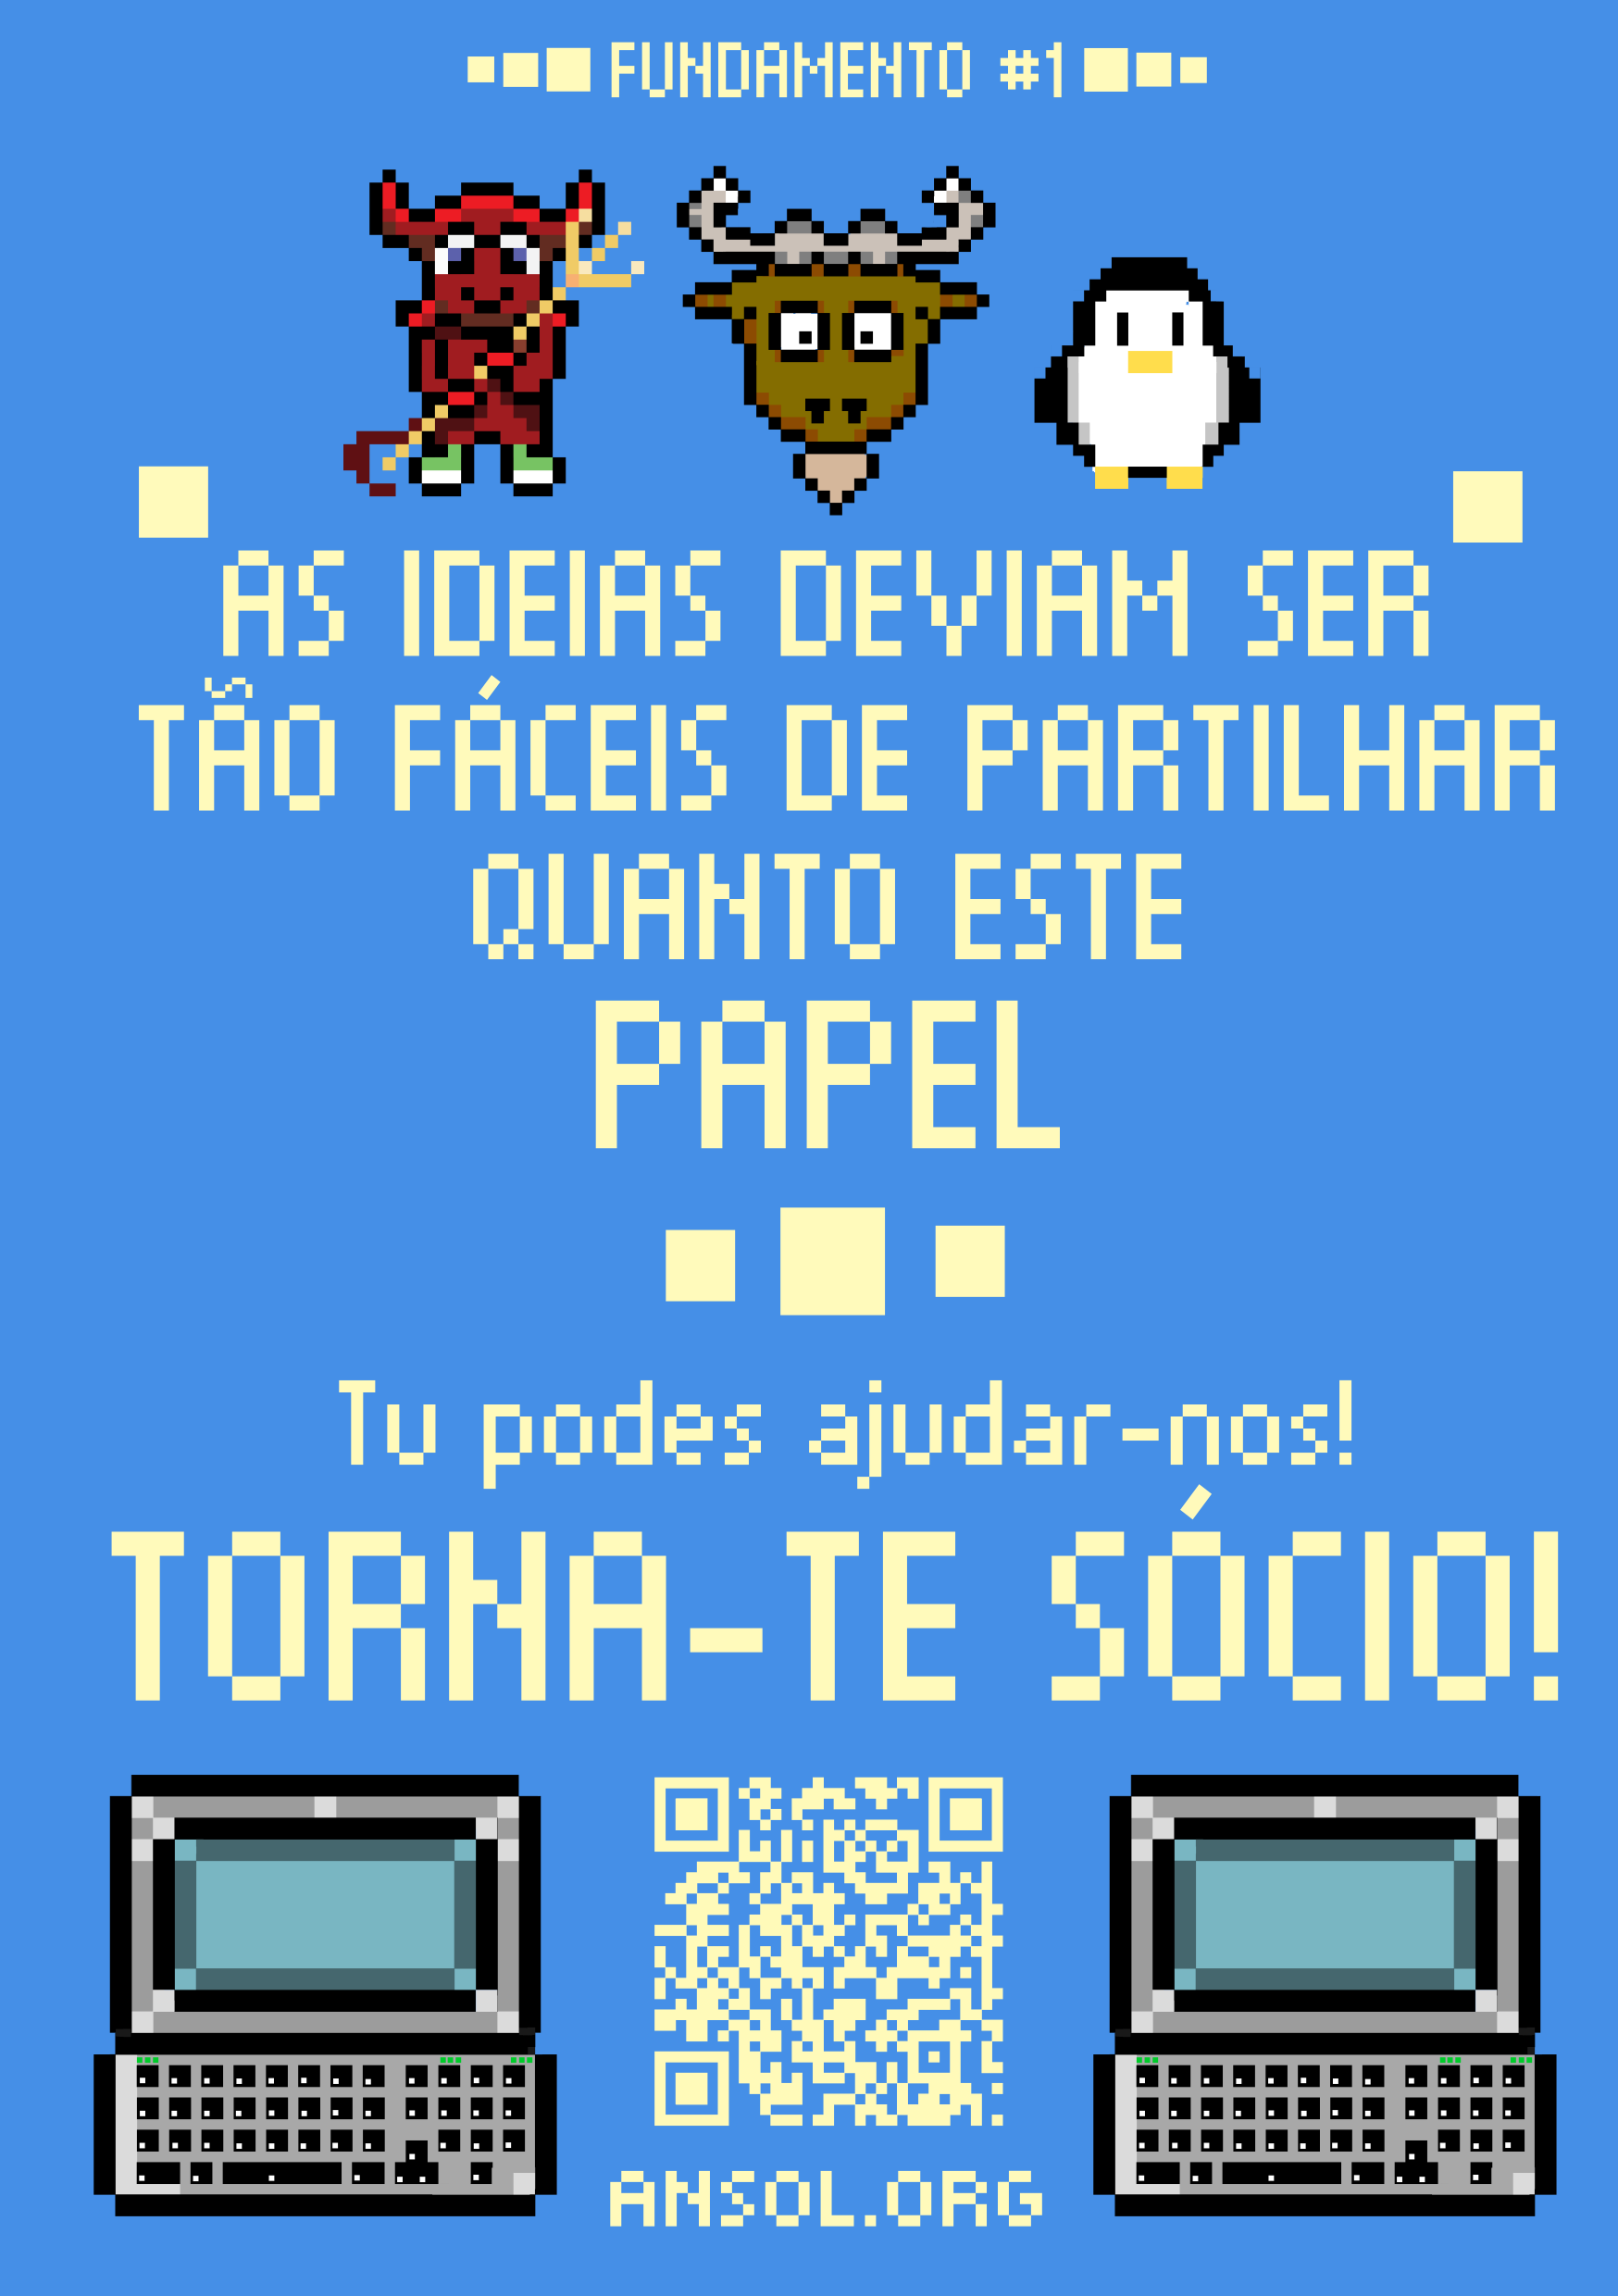 FUNDAMENTO #1
AS IDEIAS DEVIAM SER
TÃO FÁCEIS DE PARTILHAR
QUANTO ESTE
PAPEL
Tu podes ajudar-nos!
TORNA-TE SÓCIO!
ANSOL.ORG